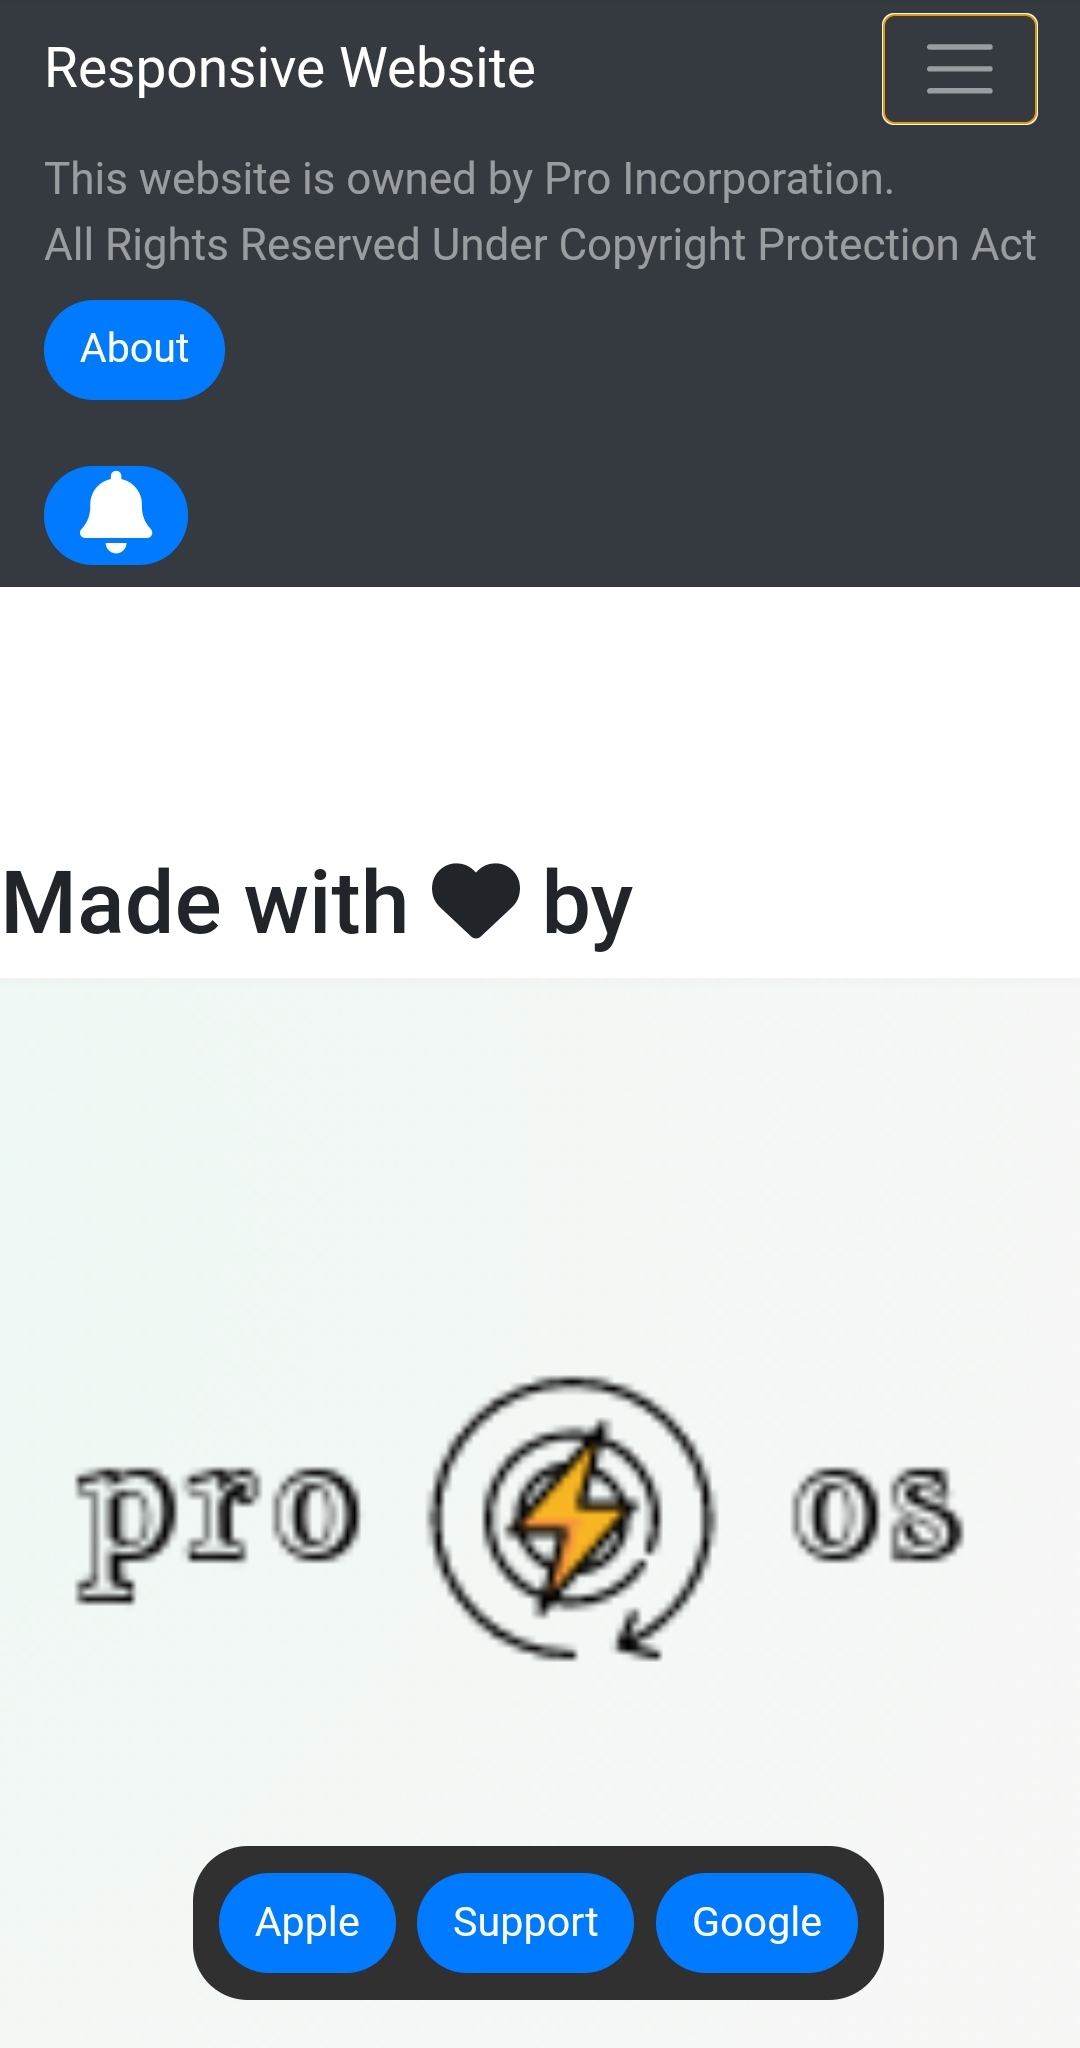 Responsive Website
This website is owned by Pro Incorporation.
All Rights Reserved Under Copyright Protection Act
About
Made with by
pro os
Apple Support Google